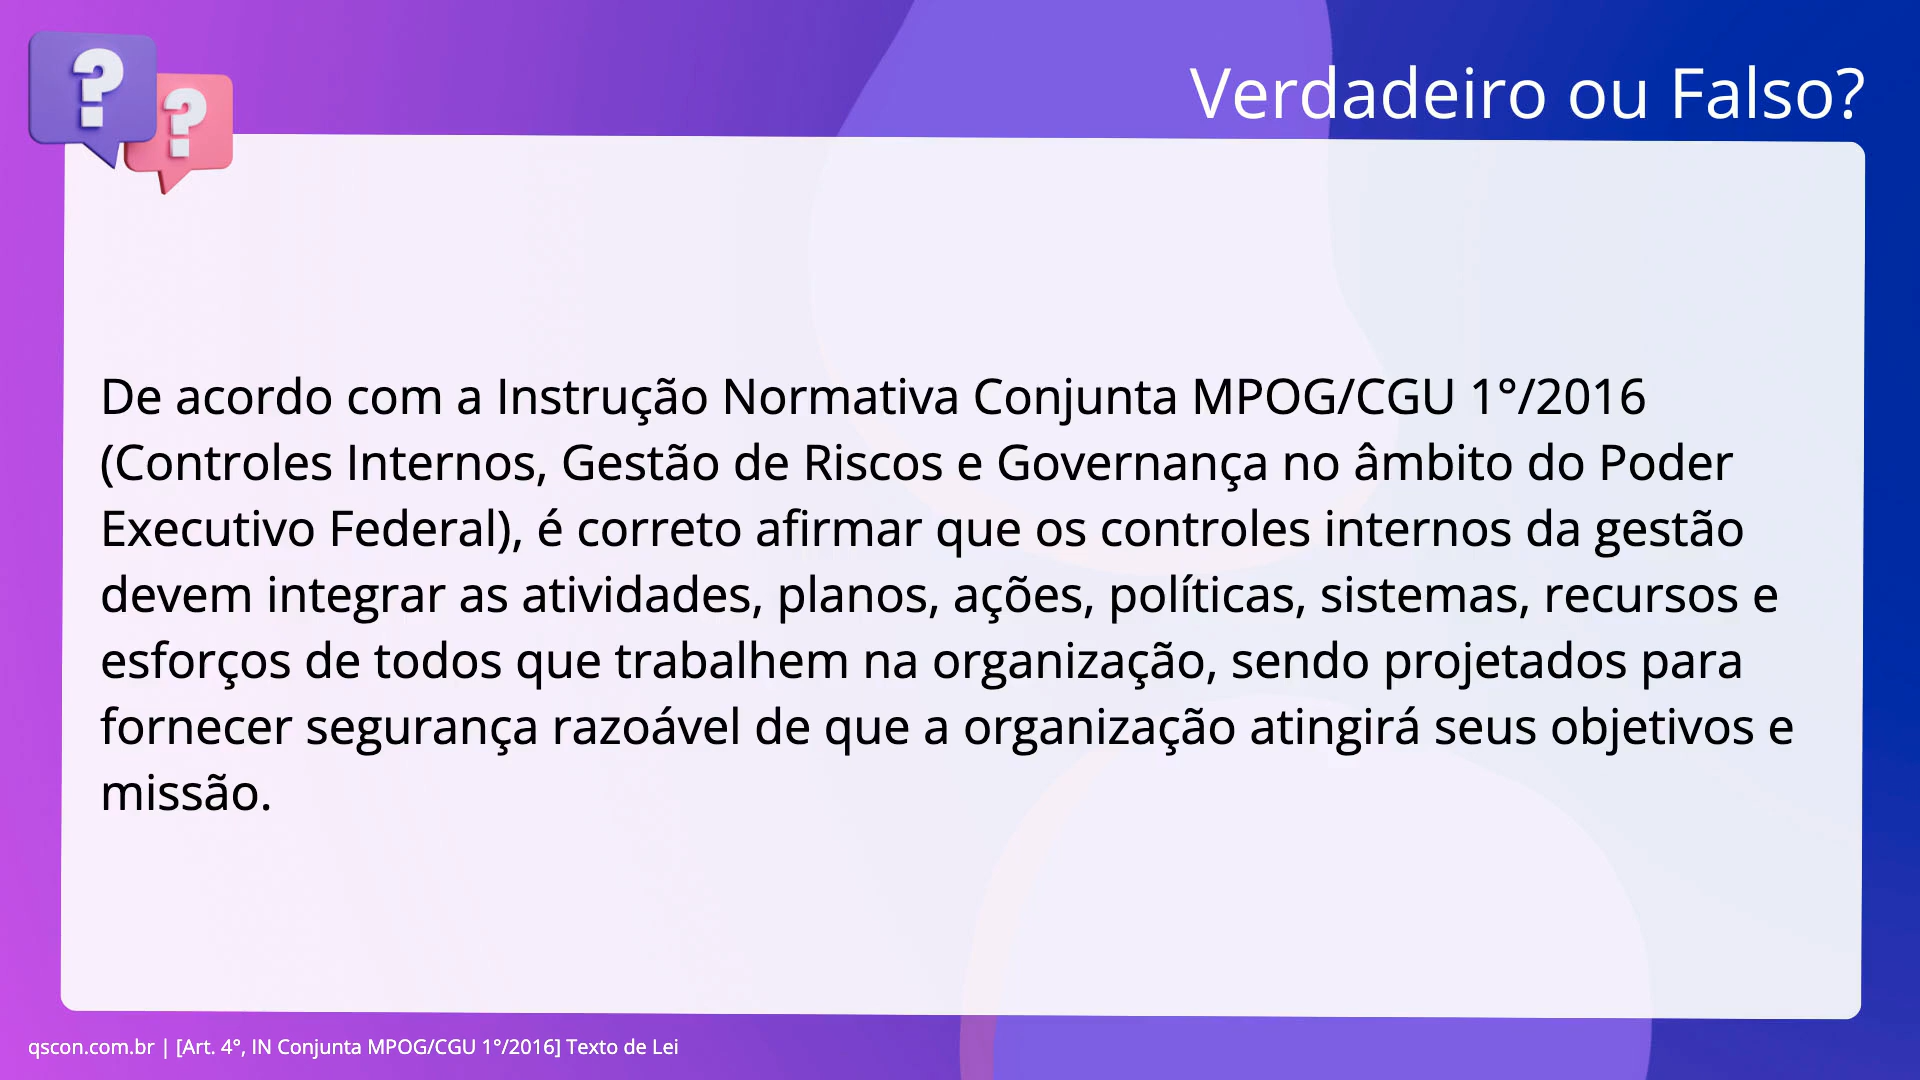 Verdadeiro ou Falso?
De acordo com a Instrução Normativa Conjunta MPOG/CGU 1°/2016
(Controles Internos, Gestão de Riscos e Governança no âmbito do Poder
Executivo Federal), é correto afirmar que os controles internos da gestão
devem integrar as atividades, planos, ações, políticas, sistemas, recursos e
esforços de todos que trabalhem na organização, sendo projetados para
fornecer segurança razoável de que a organização atingirá seus objetivos e
missão.
qscon.com.br | [Art. 4°, IN Conjunta MPOG/CGU 1°/2016] Texto de Lei